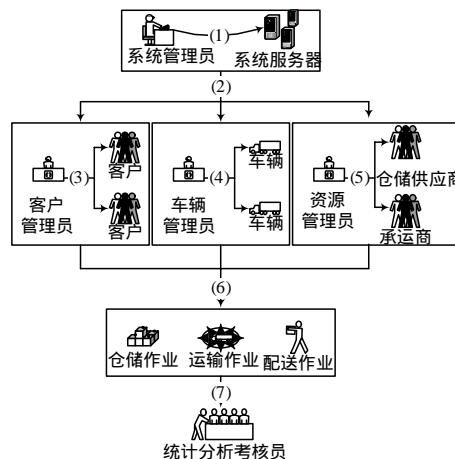 (1)
系统管理员 系统服务器
(2)
客户 车辆 仓储供应商
(3) (4) (5)
客户 车辆 资源
管理员 管理员 管理员
客户 车辆 承运商
(6)
仓储作业 运输作业 配送作业
(7)
统计分析考核员